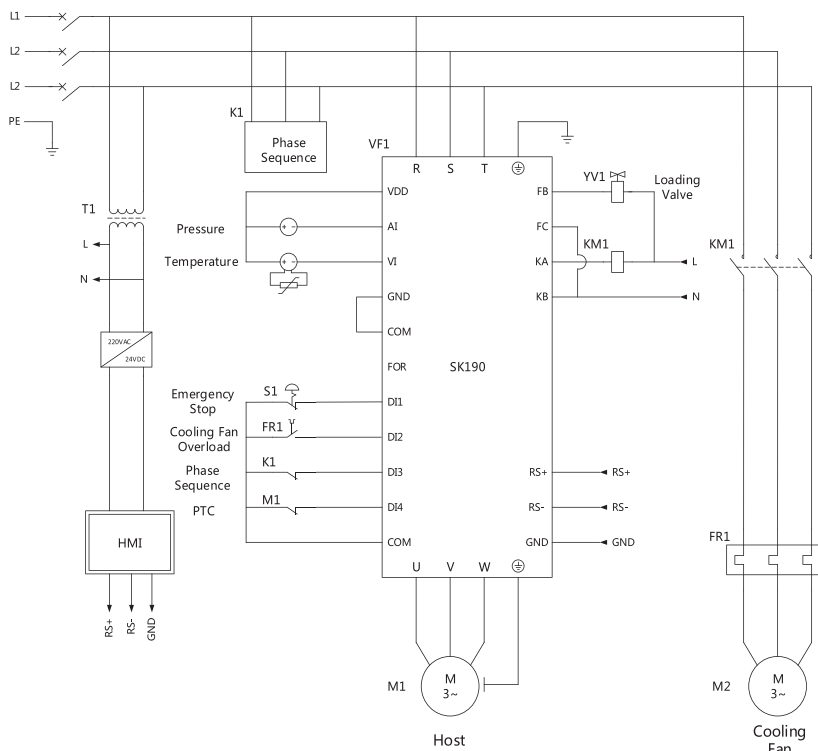 L1
L2
L2
PE
K1
Phase
Sequence
VF1
R S T
T1
L
N
220VAC
24VDC
HMI
RS+
RS-
GND
Pressure
Temperature
Emergency
Stop
S1
Cooling Fan
Overload
FR1
Phase
Sequence
K1
PTC
M1
VDD
AI
VI
GND
COM
FOR
DI1
DI2
DI3
DI4
COM
SK190
FB
FC
KA
KB
RS+
RS-
GND
U V W
YV1
Loading
Valve
KM1
L
N
RS+
RS-
GND
M1
M
3~
Host
KM1
FR1
M2
M
3~
Cooling
Fan